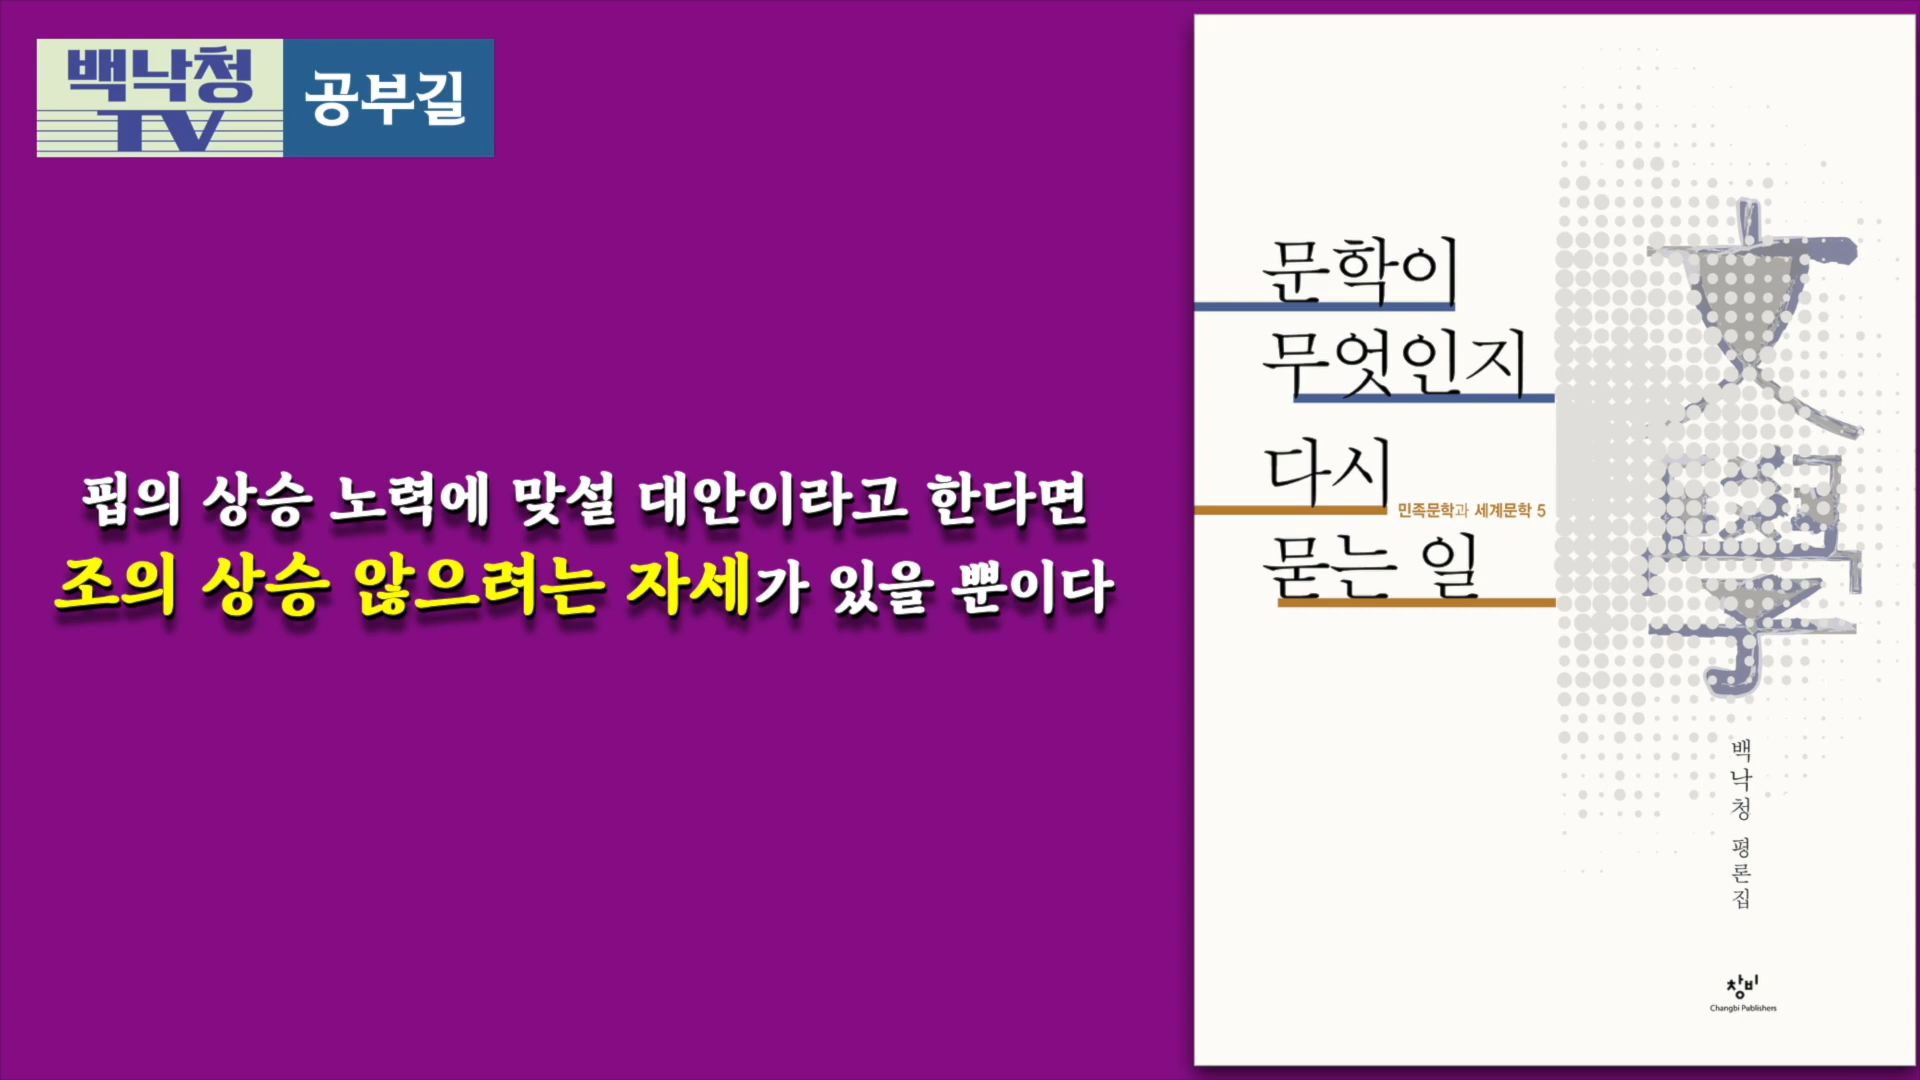 백낙청
TV
공부길
핍의 상승 노력에 맞설 대안이라고 한다면
조의 상승 않으려는 자세가 있을 뿐이다
문학이
무엇인지
다시
민족문학과 세계문학 5
묻는 일
백낙청 평론집
창비
Changbi Publishers